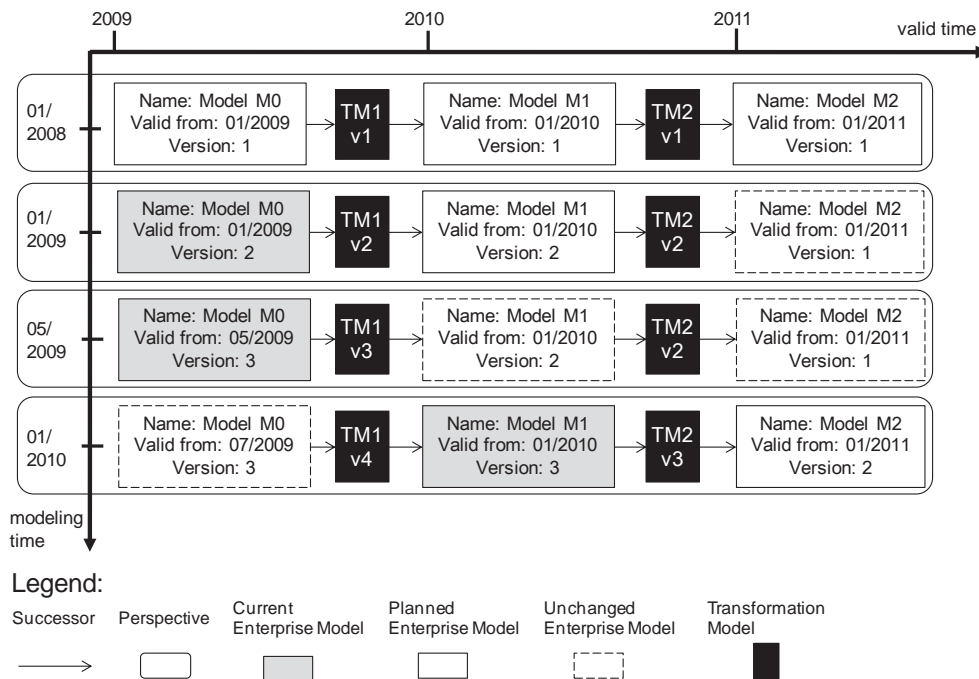 2009 2010 2011
valid time
01/
2008
Name: Model M0
Valid from: 01/2009
Version: 1
TM1
v1
Name: Model M1
Valid from: 01/2010
Version: 1
TM2
v1
Name: Model M2
Valid from: 01/2011
Version: 1
01/
2009
Name: Model M0
Valid from: 01/2009
Version: 2
TM1
v2
Name: Model M1
Valid from: 01/2010
Version: 2
TM2
v2
Name: Model M2
Valid from: 01/2011
Version: 1
05/
2009
Name: Model M0
Valid from: 05/2009
Version: 3
TM1
v3
Name: Model M1
Valid from: 01/2010
Version: 2
TM2
v2
Name: Model M2
Valid from: 01/2011
Version: 1
01/
2010
Name: Model M0
Valid from: 07/2009
Version: 3
TM1
v4
Name: Model M1
Valid from: 01/2010
Version: 3
TM2
v3
Name: Model M2
Valid from: 01/2011
Version: 2
modeling
time
Legend:
Successor
Perspective
Current
Enterprise Model
Planned
Enterprise Model
Unchanged
Enterprise Model
Transformation
Model